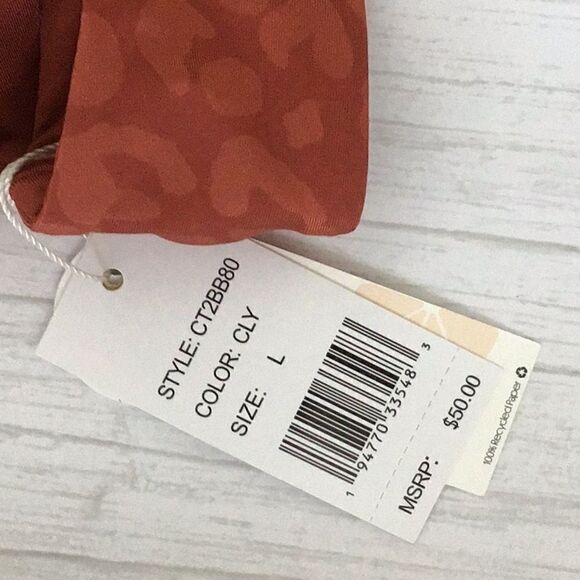 STYLE: CT2BB80
COLOR: CLY
SIZE: L
1 94770 33548 3
MSRP: $50.00
100% Recycled Paper